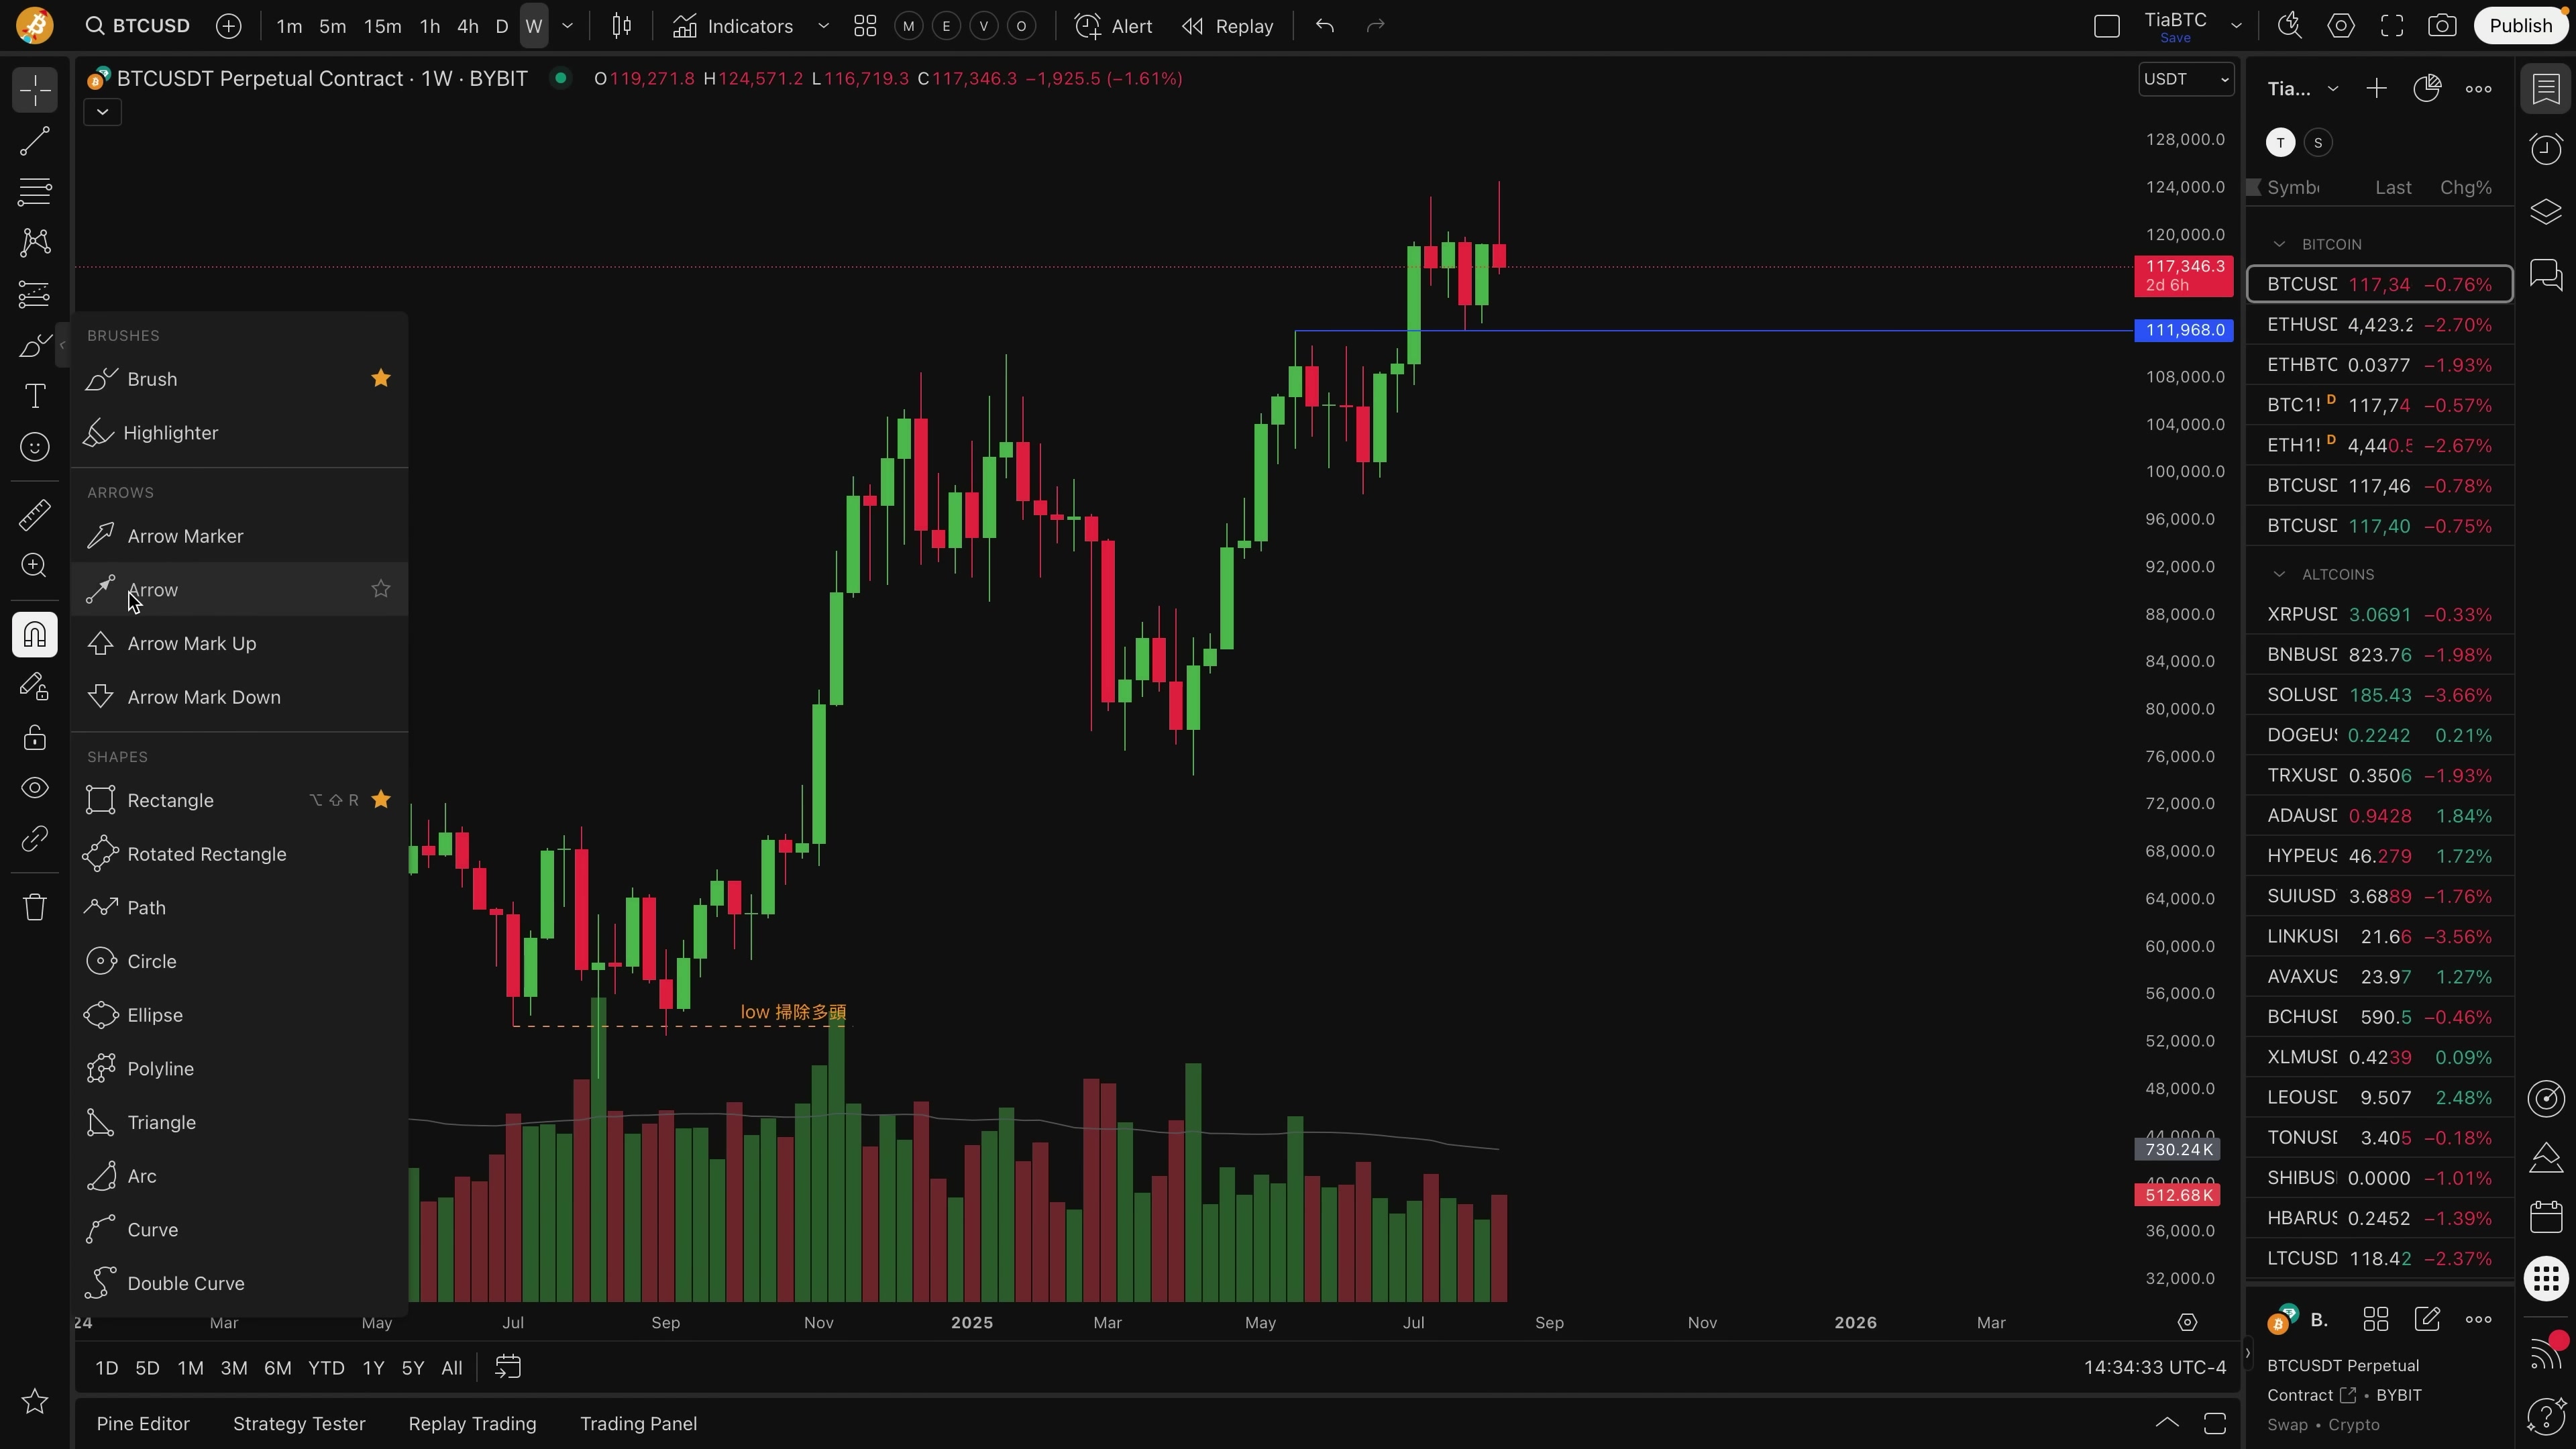 BTCUSD
1m 5m 15m 1h 4h D W
Indicators
M E V O
Alert
Replay
TiaBTC
Save
Publish
BTCUSDT Perpetual Contract · 1W · BYBIT
O119,271.8 H124,571.2 L116,719.3 C117,346.3 −1,925.5 (−1.61%)
USDT
BRUSHES
Brush
Highlighter
ARROWS
Arrow Marker
Arrow
Arrow Mark Up
Arrow Mark Down
SHAPES
Rectangle ⌥ ⇧ R
Rotated Rectangle
Path
Circle
Ellipse
Polyline
Triangle
Arc
Curve
Double Curve
low 掃除多頭
128,000.0
124,000.0
120,000.0
117,346.3
2d 6h
111,968.0
108,000.0
104,000.0
100,000.0
96,000.0
92,000.0
88,000.0
84,000.0
80,000.0
76,000.0
72,000.0
68,000.0
64,000.0
60,000.0
56,000.0
52,000.0
48,000.0
44,000.0
730.24K
40,000.0
512.68K
36,000.0
32,000.0
24 Mar May Jul Sep Nov 2025 Mar May Jul Sep Nov 2026 Mar
1D 5D 1M 3M 6M YTD 1Y 5Y All
14:34:33 UTC-4
Pine Editor Strategy Tester Replay Trading Trading Panel
Tia...
T S
Symb Last Chg%
BITCOIN
BTCUSD 117,34 −0.76%
ETHUSD 4,423.2 −2.70%
ETHBTC 0.0377 −1.93%
BTC1! D 117,74 −0.57%
ETH1! D 4,440.5 −2.67%
BTCUSD 117,46 −0.78%
BTCUSD 117,40 −0.75%
ALTCOINS
XRPUSD 3.0691 −0.33%
BNBUSD 823.76 −1.98%
SOLUSD 185.43 −3.66%
DOGEUS 0.2242 0.21%
TRXUSD 0.3506 −1.93%
ADAUSD 0.9428 1.84%
HYPEUS 46.279 1.72%
SUIUSD 3.6889 −1.76%
LINKUS 21.66 −3.56%
AVAXUS 23.97 1.27%
BCHUSD 590.5 −0.46%
XLMUSD 0.4239 0.09%
LEOUSD 9.507 2.48%
TONUSD 3.405 −0.18%
SHIBUS 0.0000 −1.01%
HBARUS 0.2452 −1.39%
LTCUSD 118.42 −2.37%
B.
BTCUSDT Perpetual
Contract • BYBIT
Swap • Crypto